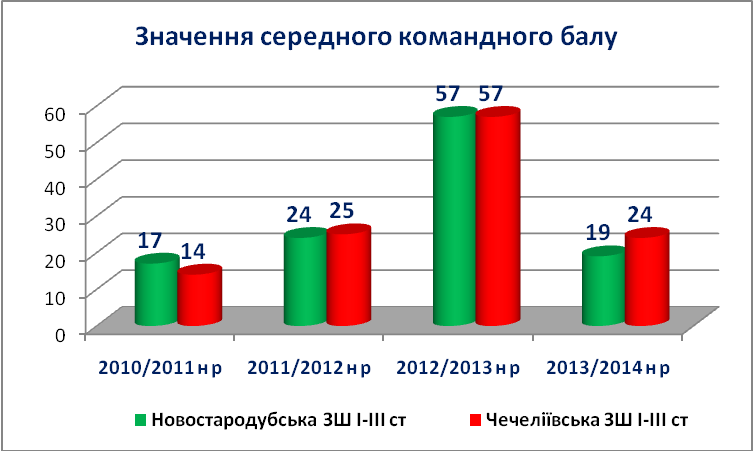 Значення середного командного балу
60
50
40
30
20
10
0
17
14
24
25
57
57
19
24
2010/2011 н р
2011/2012 н р
2012/2013 н р
2013/2014 н р
Новостародубська ЗШ І-ІІІ ст
Чечеліївська ЗШ І-ІІІ ст